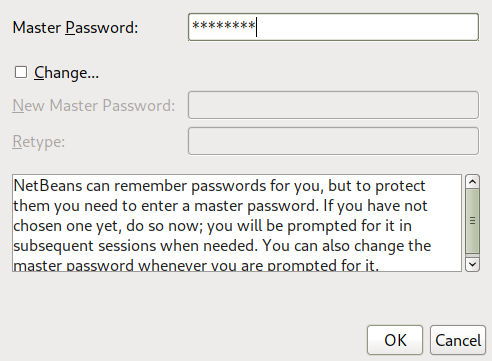 Master Password: ********
Change...
New Master Password:
Retype:
NetBeans can remember passwords for you, but to protect
them you need to enter a master password. If you have not
chosen one yet, do so now; you will be prompted for it in
subsequent sessions when needed. You can also change the
master password whenever you are prompted for it.
OK Cancel